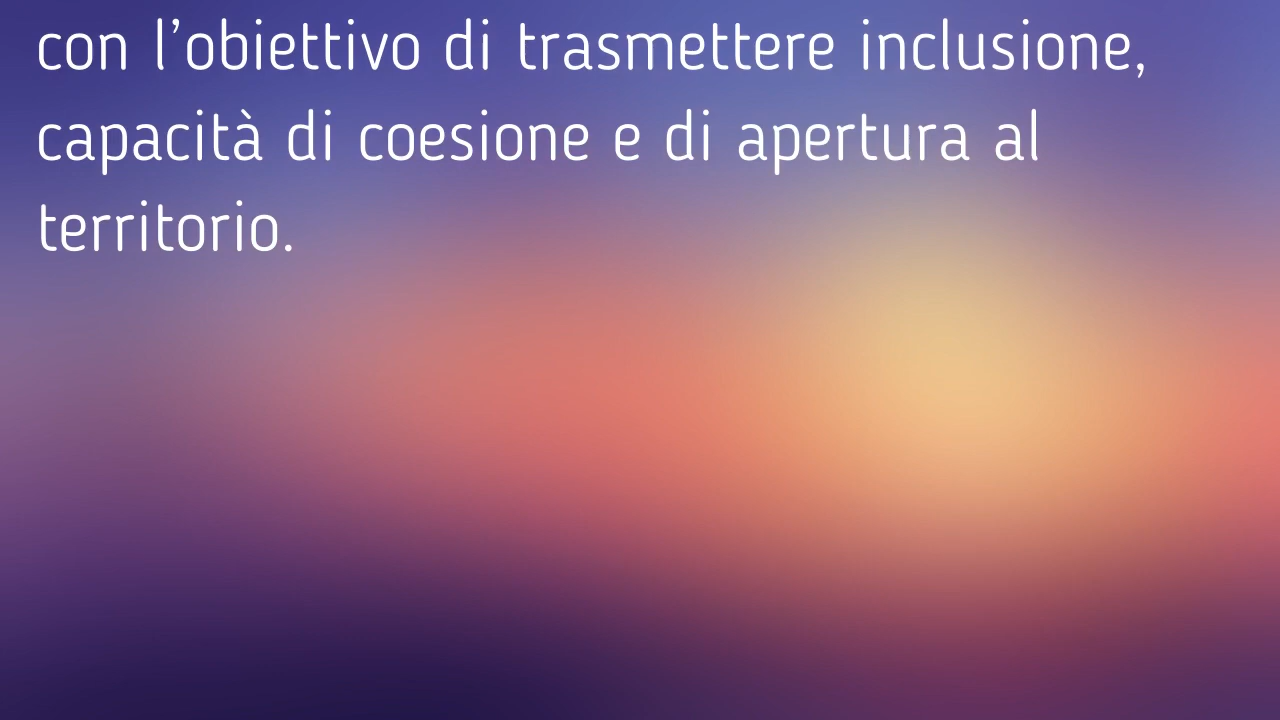 con l’obiettivo di trasmettere inclusione,
capacità di coesione e di apertura al
territorio.